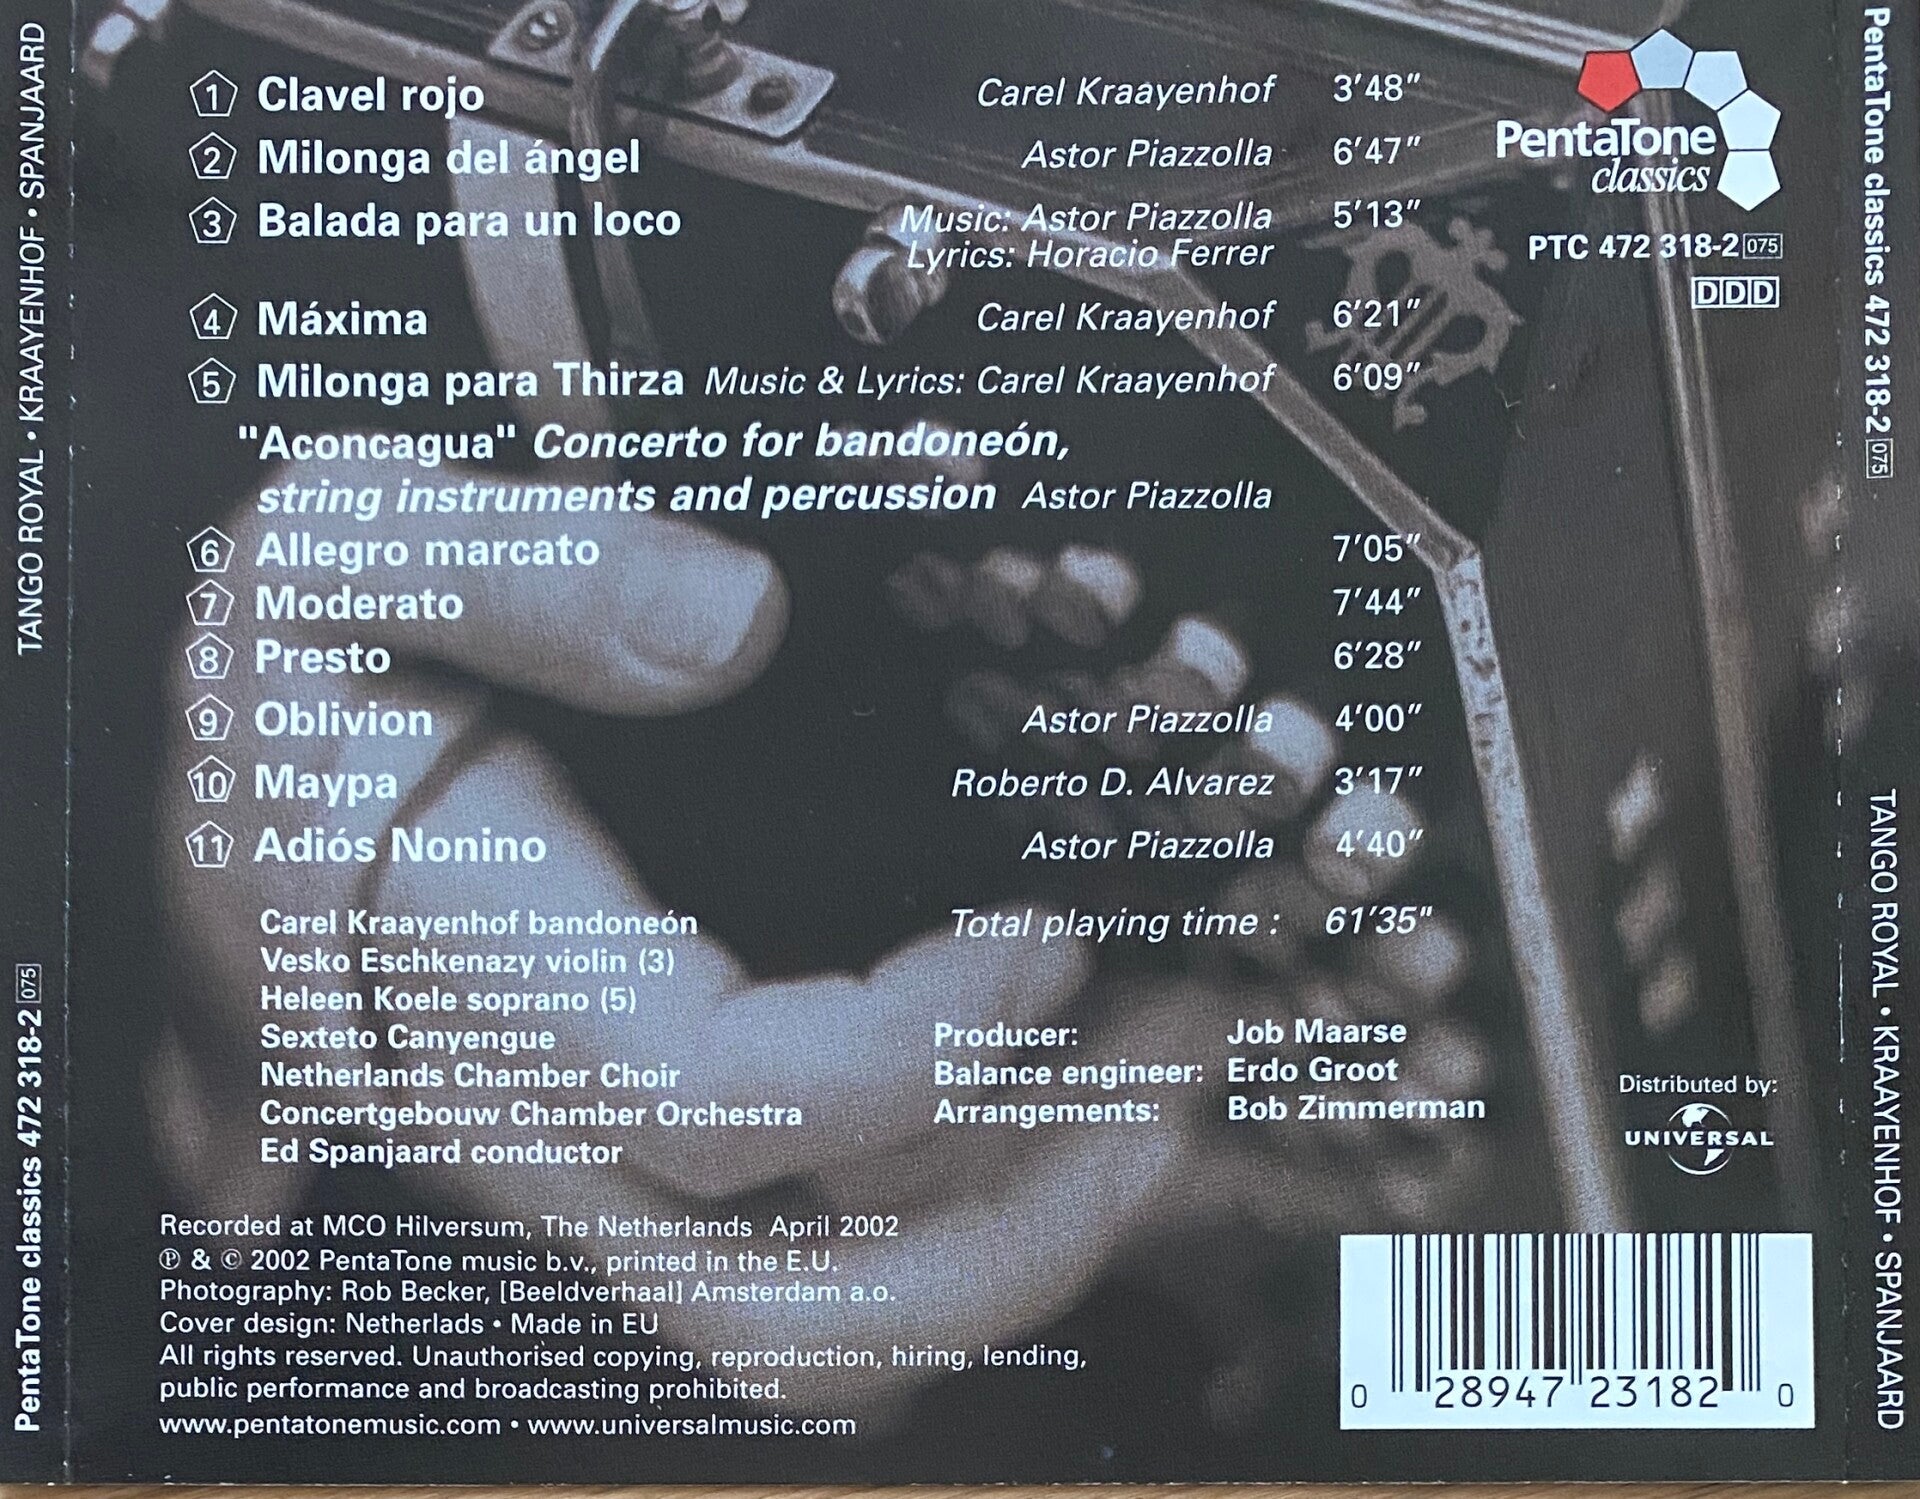 1 Clavel rojo Carel Kraayenhof 3'48"
2 Milonga del ángel Astor Piazzolla 6'47"
3 Balada para un loco Music: Astor Piazzolla 5'13"
Lyrics: Horacio Ferrer
4 Máxima Carel Kraayenhof 6'21"
5 Milonga para Thirza Music & Lyrics: Carel Kraayenhof 6'09"
"Aconcagua" Concerto for bandoneón,
string instruments and percussion Astor Piazzolla
6 Allegro marcato 7'05"
7 Moderato 7'44"
8 Presto 6'28"
9 Oblivion Astor Piazzolla 4'00"
10 Maypa Roberto D. Alvarez 3'17"
11 Adiós Nonino Astor Piazzolla 4'40"
Total playing time : 61'35"
Carel Kraayenhof bandoneón
Vesko Eschkenazy violin (3)
Heleen Koele soprano (5)
Sexteto Canyengue
Netherlands Chamber Choir
Concertgebouw Chamber Orchestra
Ed Spanjaard conductor
Producer: Job Maarse
Balance engineer: Erdo Groot
Arrangements: Bob Zimmerman
Recorded at MCO Hilversum, The Netherlands April 2002
℗ & © 2002 PentaTone music b.v., printed in the E.U.
Photography: Rob Becker, [Beeldverhaal] Amsterdam a.o.
Cover design: Netherlads • Made in EU
All rights reserved. Unauthorised copying, reproduction, hiring, lending,
public performance and broadcasting prohibited.
www.pentatonemusic.com • www.universalmusic.com
PentaTone
classics
PTC 472 318-2 075
DDD
Distributed by:
UNIVERSAL
0 28947 23182 0
PentaTone classics 472 318-2 075 TANGO ROYAL • KRAAYENHOF • SPANJAARD
PentaTone classics 472 318-2 075 TANGO ROYAL • KRAAYENHOF • SPANJAARD